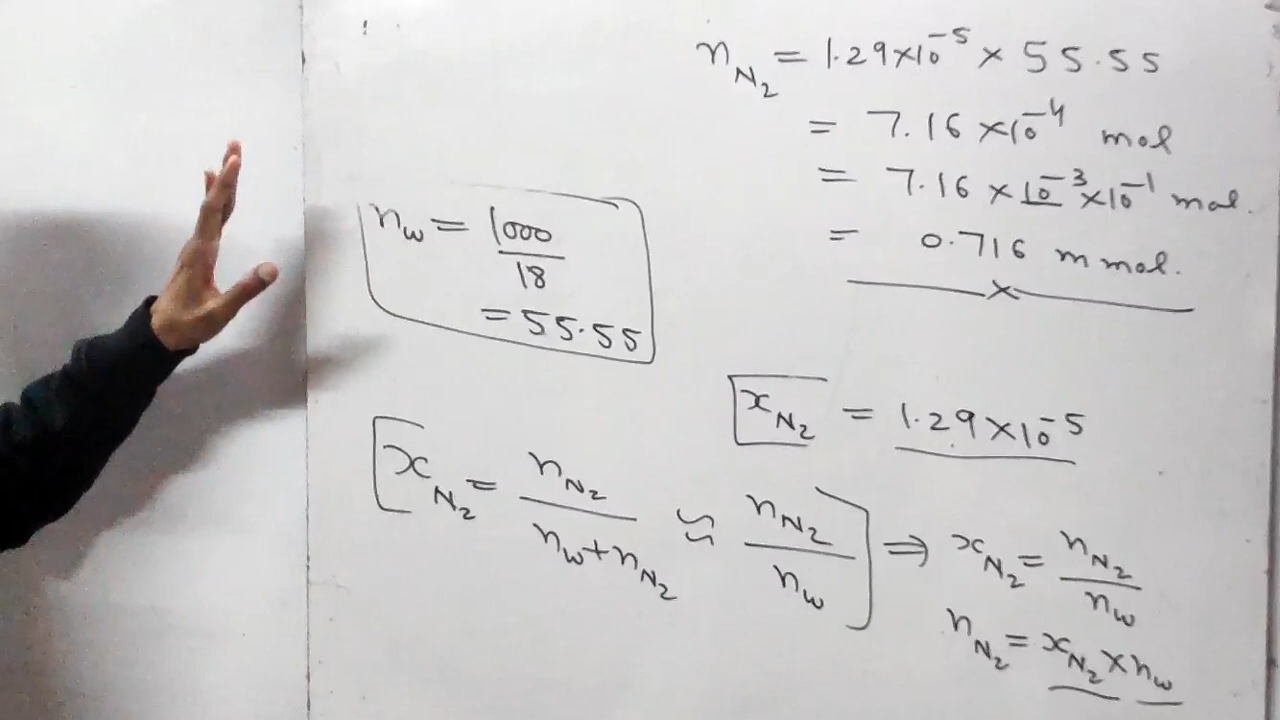 n_N₂ = 1.29×10⁻⁵ × 55.55
= 7.16 ×10⁻⁴ mol
= 7.16 × 10⁻³ ×10⁻¹ mol.
= 0.716 m mol.
n_w = 1000/18
= 55.55
x_N₂ = 1.29×10⁻⁵
x_N₂ = n_N₂/(n_w+n_N₂) ≈ n_N₂/n_w ⇒ x_N₂ = n_N₂/n_w
n_N₂ = x_N₂ × n_w